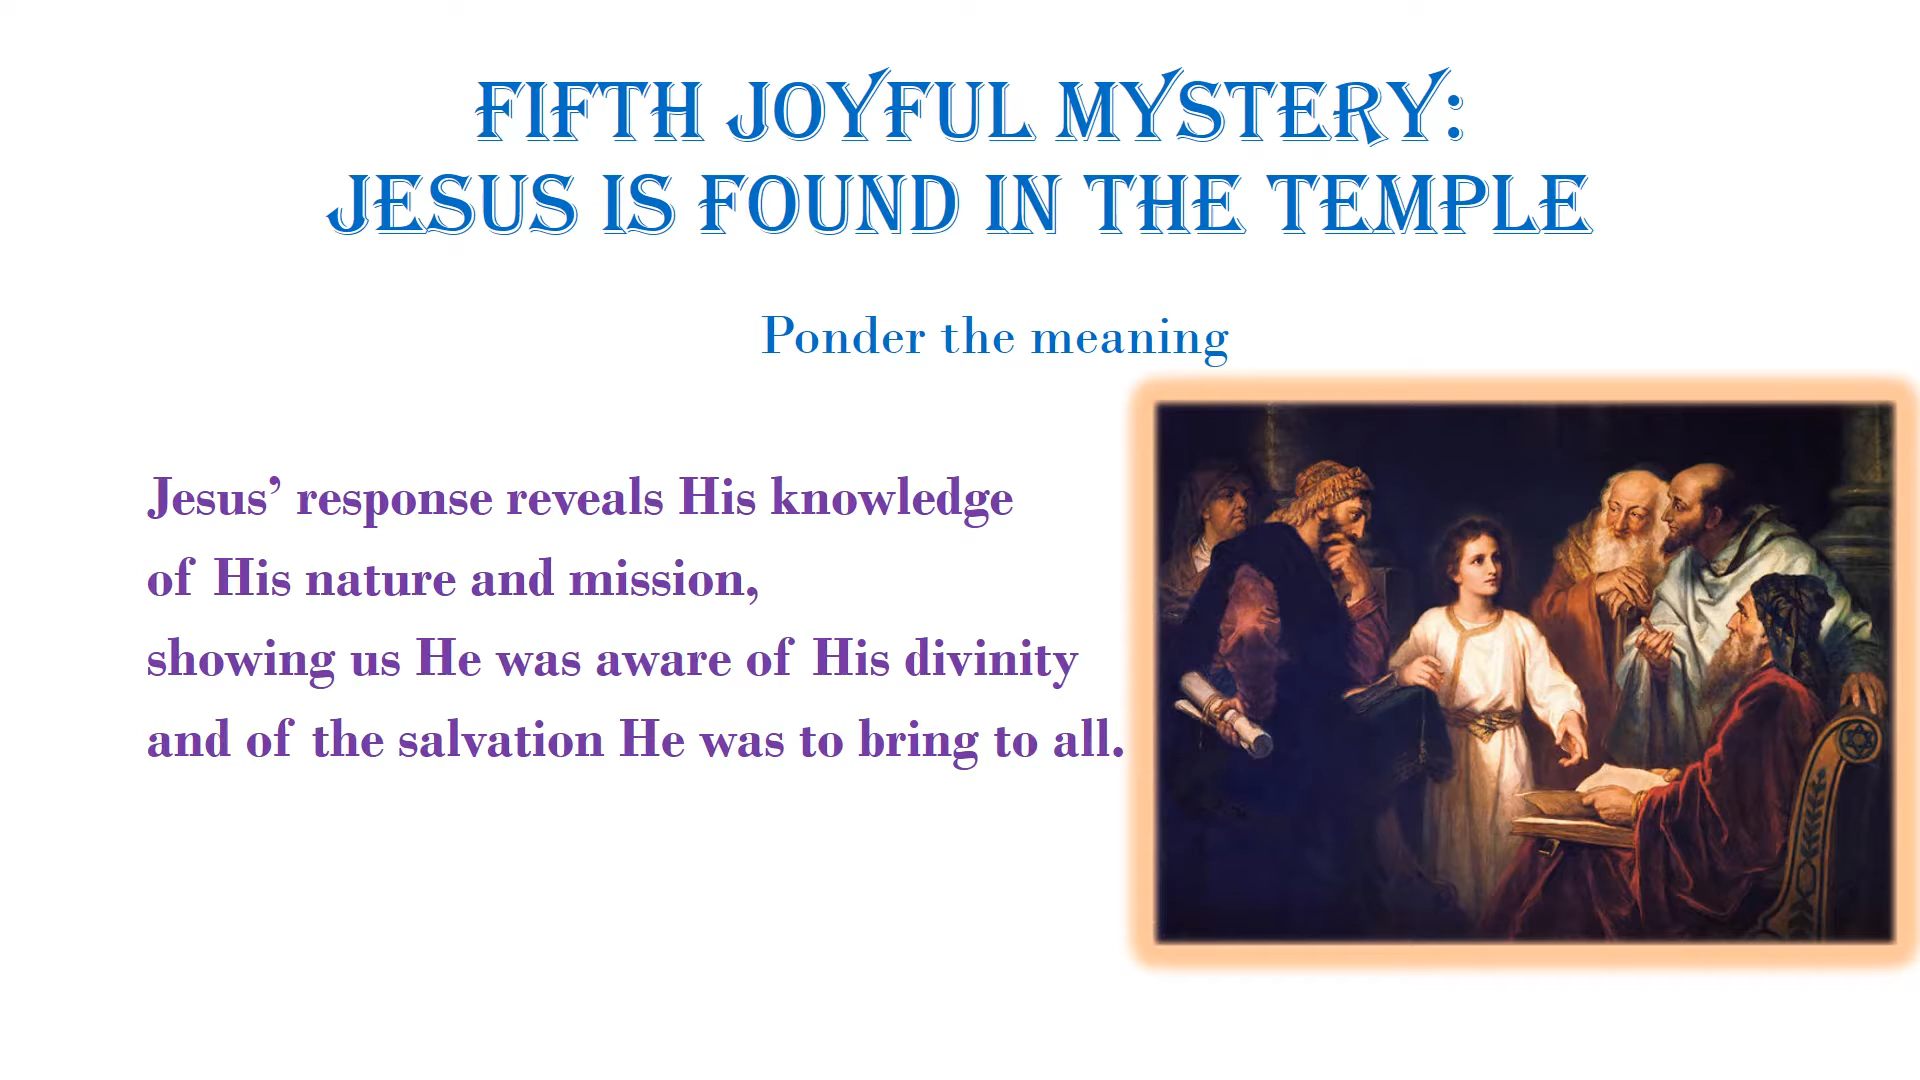 FIFTH JOYFUL MYSTERY:
JESUS IS FOUND IN THE TEMPLE
Ponder the meaning
Jesus’ response reveals His knowledge
of His nature and mission,
showing us He was aware of His divinity
and of the salvation He was to bring to all.